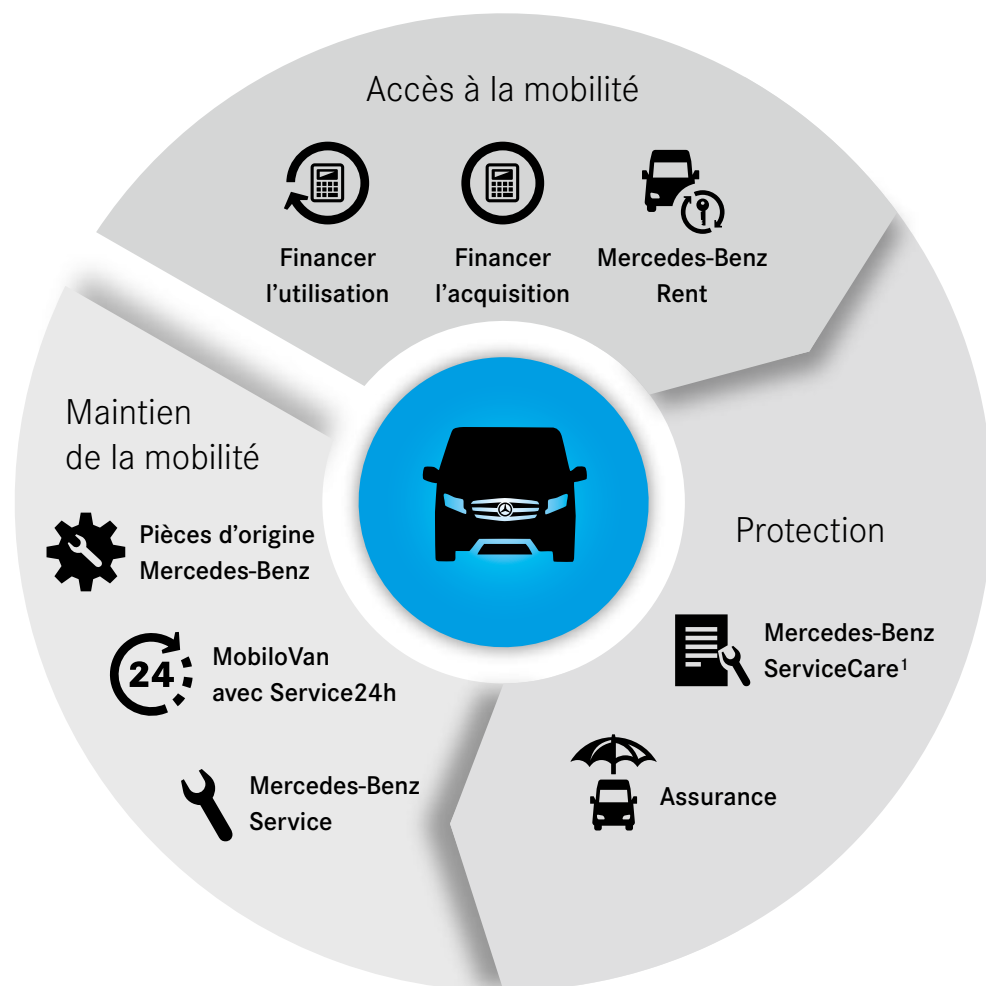 Accès à la mobilité
Financer
l'utilisation
Financer
l'acquisition
Mercedes-Benz
Rent
Protection
Mercedes-Benz
ServiceCare¹
Assurance
Maintien
de la mobilité
Pièces d'origine
Mercedes-Benz
24
MobiloVan
avec Service24h
Mercedes-Benz
Service